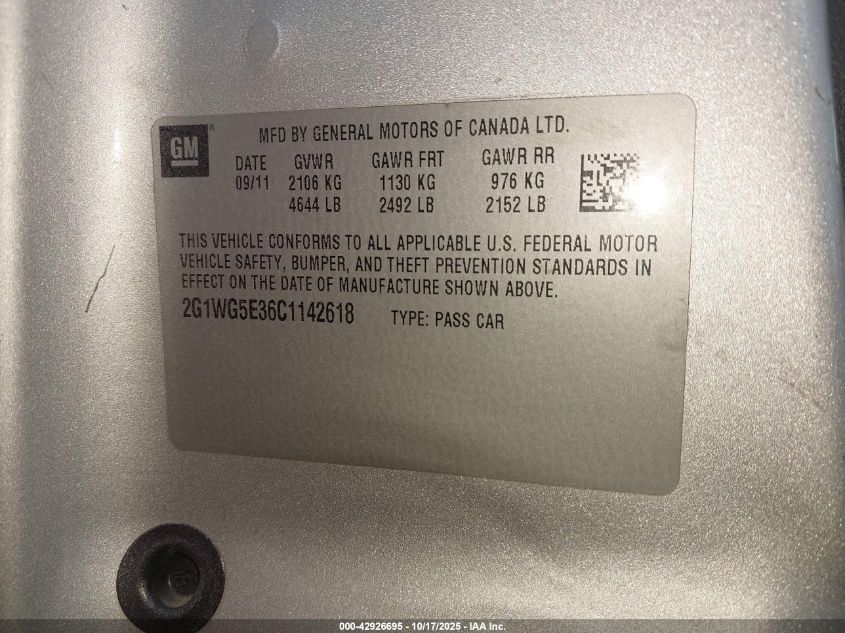 GM
MFD BY GENERAL MOTORS OF CANADA LTD.
DATE GVWR GAWR FRT GAWR RR
09/11 2106 KG 1130 KG 976 KG
4644 LB 2492 LB 2152 LB
THIS VEHICLE CONFORMS TO ALL APPLICABLE U.S. FEDERAL MOTOR
VEHICLE SAFETY, BUMPER, AND THEFT PREVENTION STANDARDS IN
EFFECT ON THE DATE OF MANUFACTURE SHOWN ABOVE.
2G1WG5E36C1142618 TYPE: PASS CAR
000-42926695 - 10/17/2025 - IAA Inc.